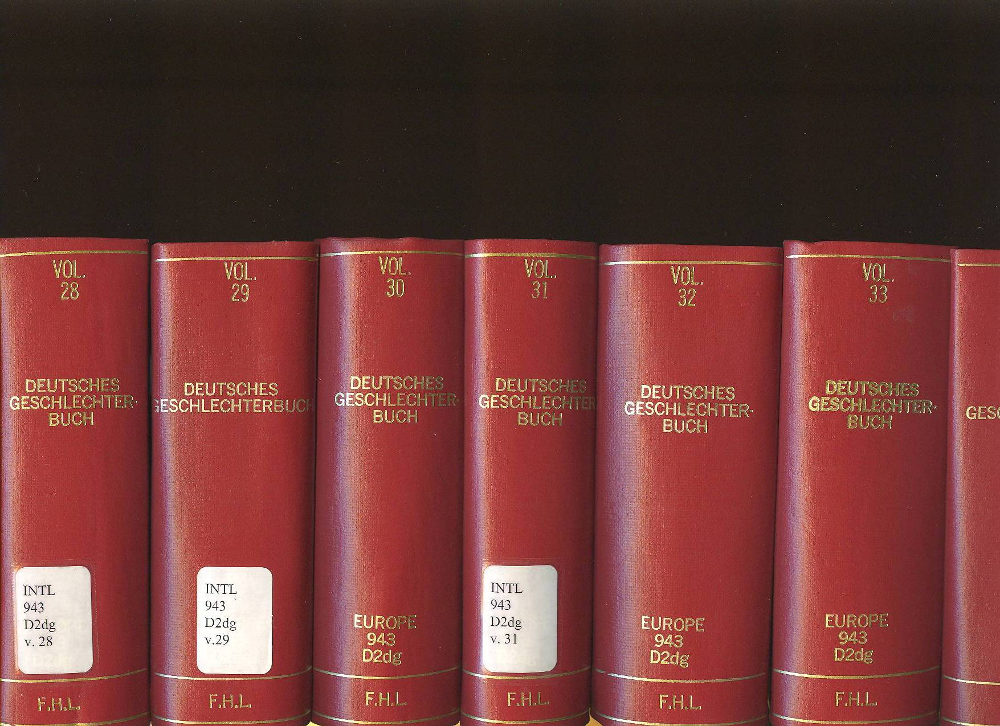 VOL.
28
DEUTSCHES
GESCHLECHTER-
BUCH
INTL
943
D2dg
v. 28
F.H.L.
VOL.
29
DEUTSCHES
GESCHLECHTERBUCH
INTL
943
D2dg
v.29
F.H.L.
VOL.
30
DEUTSCHES
GESCHLECHTER-
BUCH
EUROPE
943
D2dg
F.H.L.
VOL.
31
DEUTSCHES
GESCHLECHTER
BUCH
INTL
943
D2dg
v. 31
F.H.L.
VOL.
32
DEUTSCHES
GESCHLECHTER-
BUCH
EUROPE
943
D2dg
F.H.L.
VOL.
33
DEUTSCHES
GESCHLECHTER-
BUCH
EUROPE
943
D2dg
F.H.L.